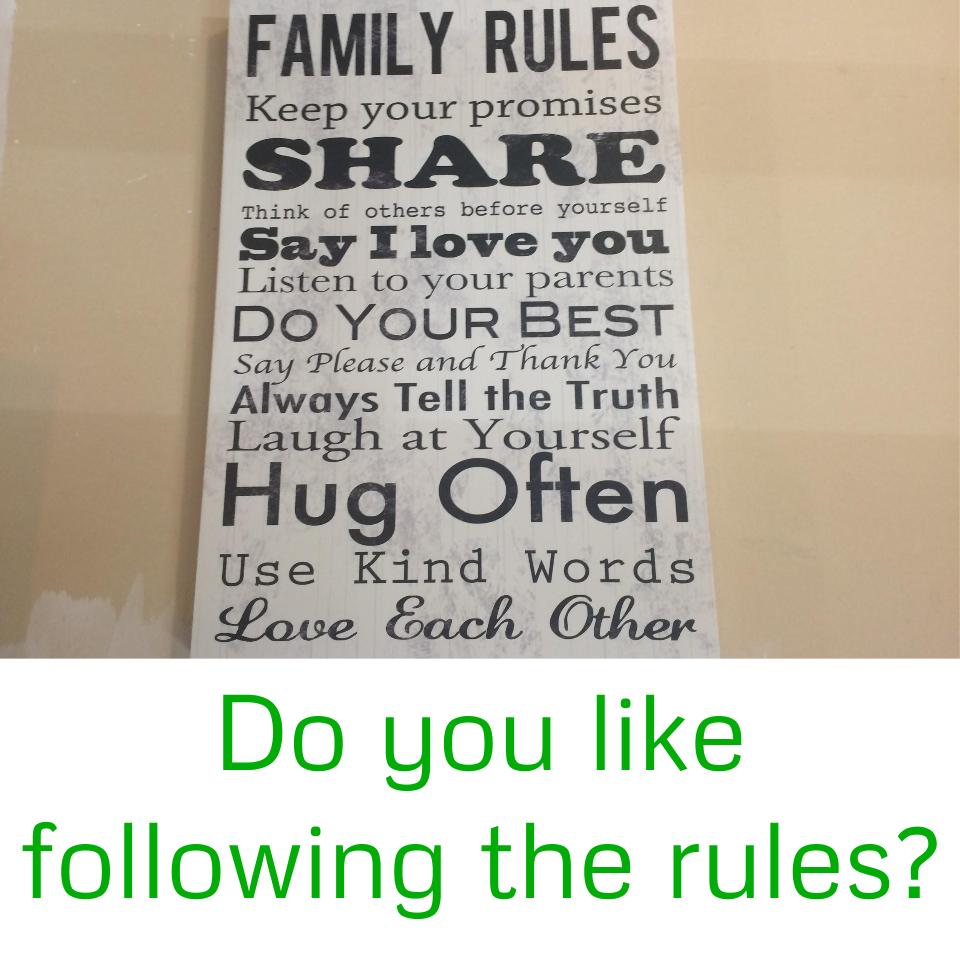 FAMILY RULES
Keep your promises
SHARE
Think of others before yourself
Say I love you
Listen to your parents
DO YOUR BEST
Say Please and Thank You
Always Tell the Truth
Laugh at Yourself
Hug Often
Use Kind Words
Love Each Other
Do you like
following the rules?